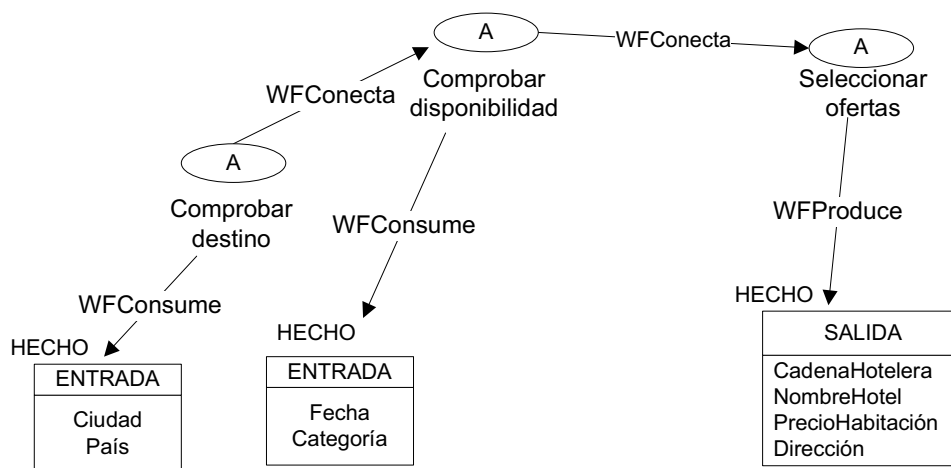 A
WFConecta
A
Comprobar
disponibilidad
Seleccionar
ofertas
WFConecta
A
Comprobar
destino
WFConsume
WFProduce
WFConsume
HECHO
HECHO
HECHO
ENTRADA
Ciudad
País
ENTRADA
Fecha
Categoría
SALIDA
CadenaHotelera
NombreHotel
PrecioHabitación
Dirección